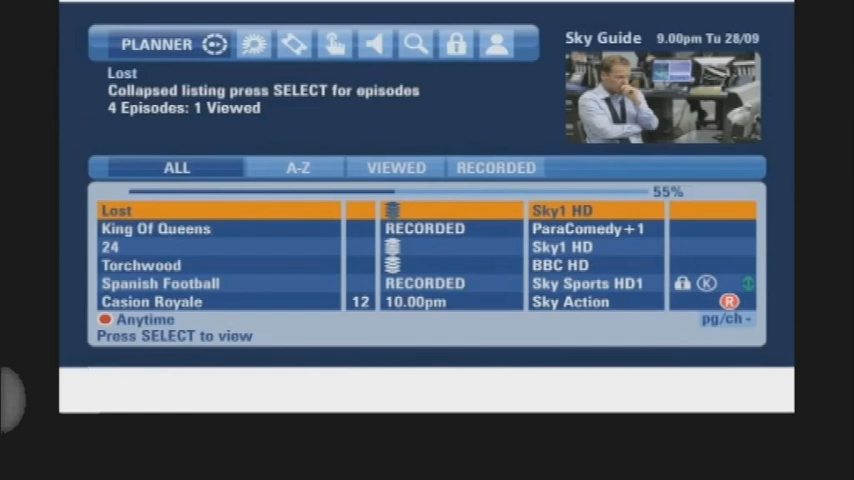 PLANNER
Sky Guide 9.00pm Tu 28/09
Lost
Collapsed listing press SELECT for episodes
4 Episodes: 1 Viewed
ALL A-Z VIEWED RECORDED
55%
Lost Sky1 HD
King Of Queens RECORDED ParaComedy+1
24 Sky1 HD
Torchwood BBC HD
Spanish Football RECORDED Sky Sports HD1 K
Casion Royale 12 10.00pm Sky Action R
Anytime pg/ch -
Press SELECT to view